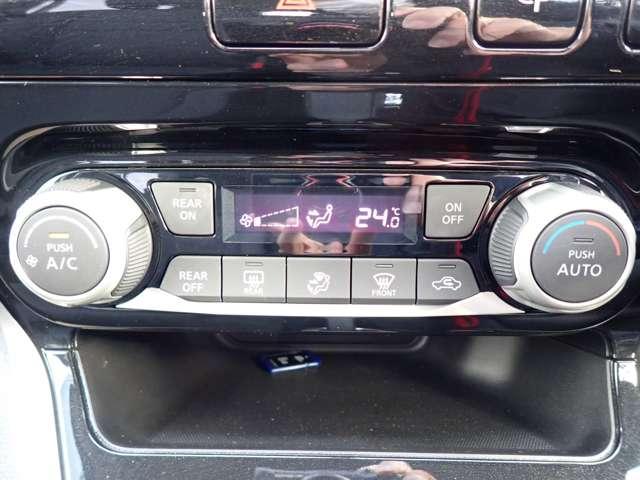 REAR
ON
24.0 ℃
ON
OFF
PUSH
A/C
PUSH
AUTO
REAR
OFF
REAR
FRONT